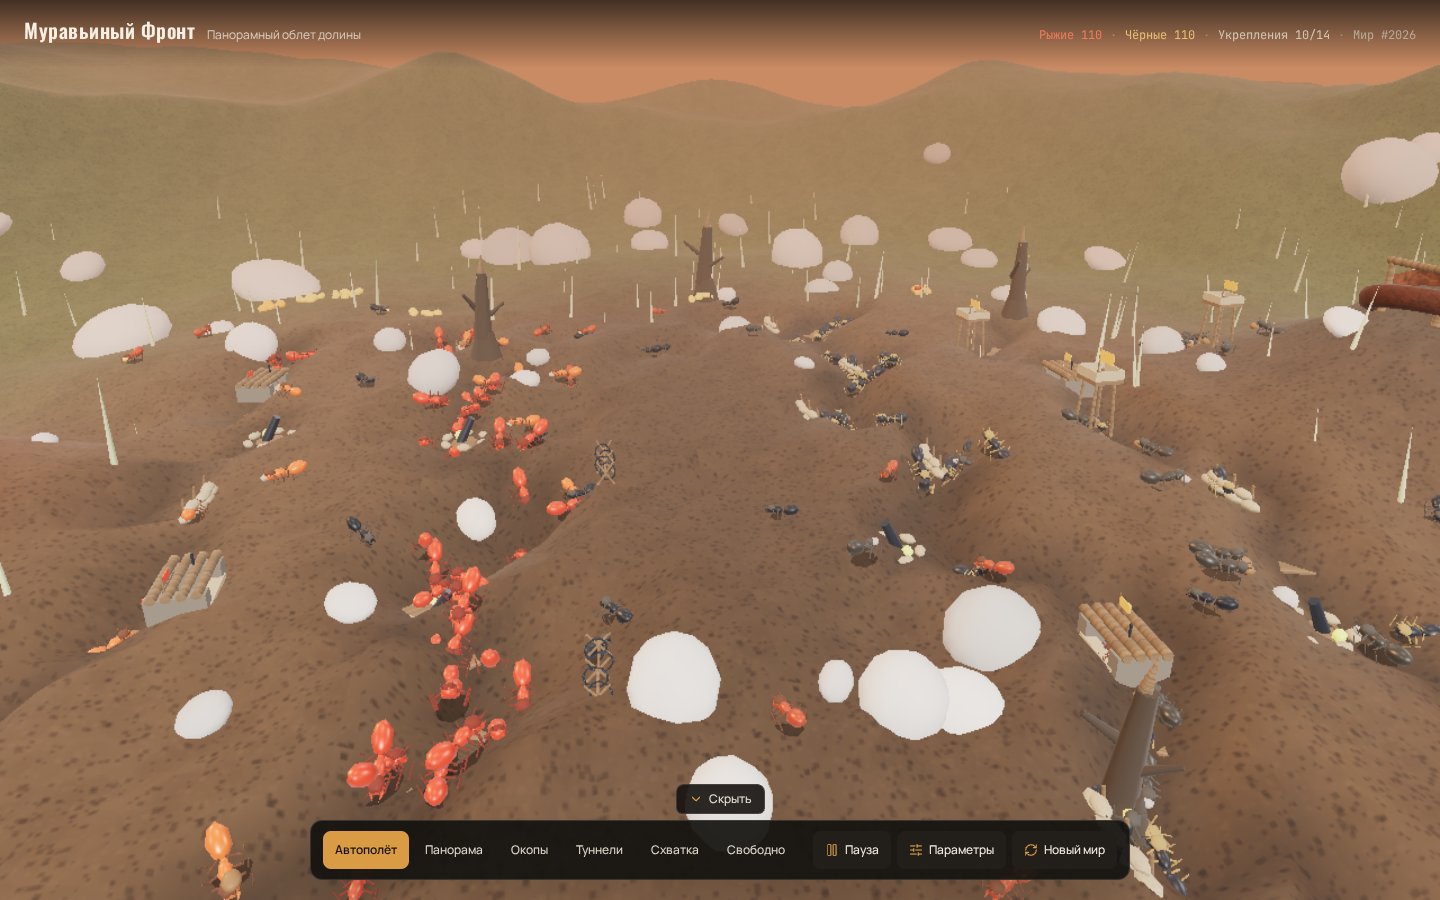 Муравьиный Фронт Панорамный облет долины
Рыжие 110 · Чёрные 110 · Укрепления 10/14 · Мир #2026
Скрыть
Автополёт Панорама Окопы Туннели Схватка Свободно Пауза Параметры Новый мир